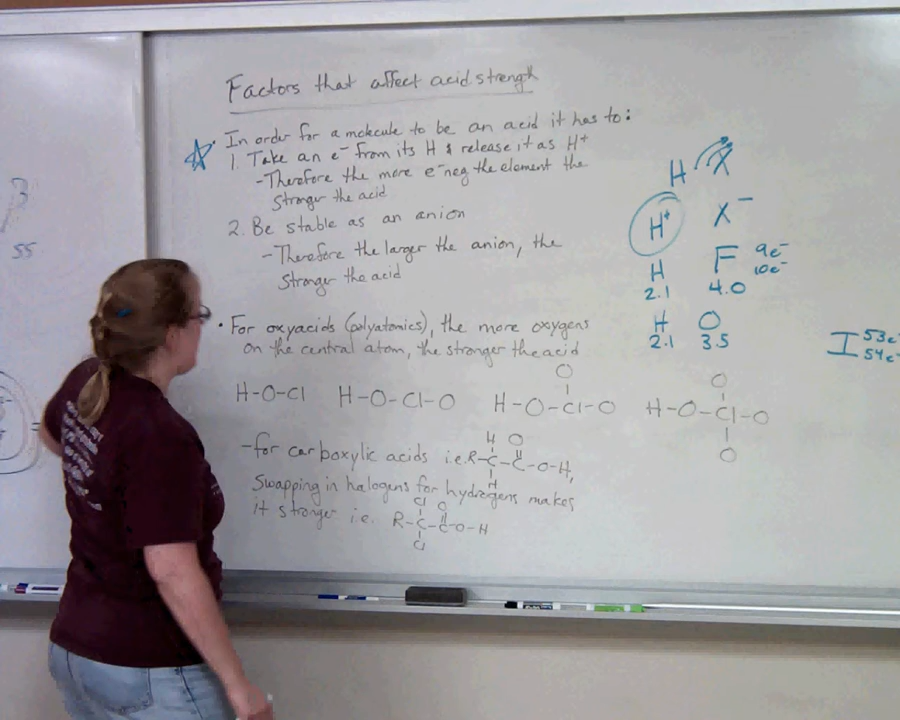 Factors that affect acid strength
In order for a molecule to be an acid it has to:
1. Take an e⁻ from its H & release it as H⁺
-Therefore the more e⁻neg the element the
Stronger the acid
2. Be stable as an anion
-Therefore the larger the anion, the
Stronger the acid
• For oxyacids (polyatomics), the more oxygens
on the central atom, the stronger the acid
O O
H-O-Cl H-O-Cl-O H-O-Cl-O H-O-Cl-O
O
-for carboxylic acids i.e. R-C-C-O-H,
H O
H
Swapping in halogens for hydrogens makes
it stronger i.e. R-C-C-O-H
Cl O
Cl
H X
H⁺ X⁻
H F 9e⁻
10e⁻
2.1 4.0
H O
2.1 3.5
I 53e⁻
54e⁻
55